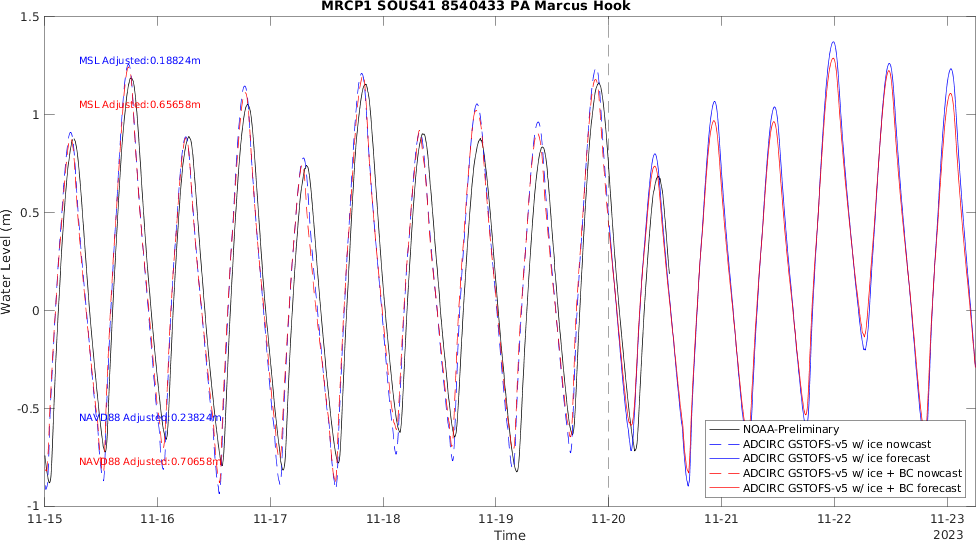 MRCP1 SOUS41 8540433 PA Marcus Hook
1.5
1
0.5
0
-0.5
-1
Water Level (m)
MSL Adjusted:0.18824m
MSL Adjusted:0.65658m
NAVD88 Adjusted:0.23824m
NAVD88 Adjusted:0.70658m
NOAA-Preliminary
ADCIRC GSTOFS-v5 w/ ice nowcast
ADCIRC GSTOFS-v5 w/ ice forecast
ADCIRC GSTOFS-v5 w/ ice + BC nowcast
ADCIRC GSTOFS-v5 w/ ice + BC forecast
11-15 11-16 11-17 11-18 11-19 11-20 11-21 11-22 11-23
Time 2023